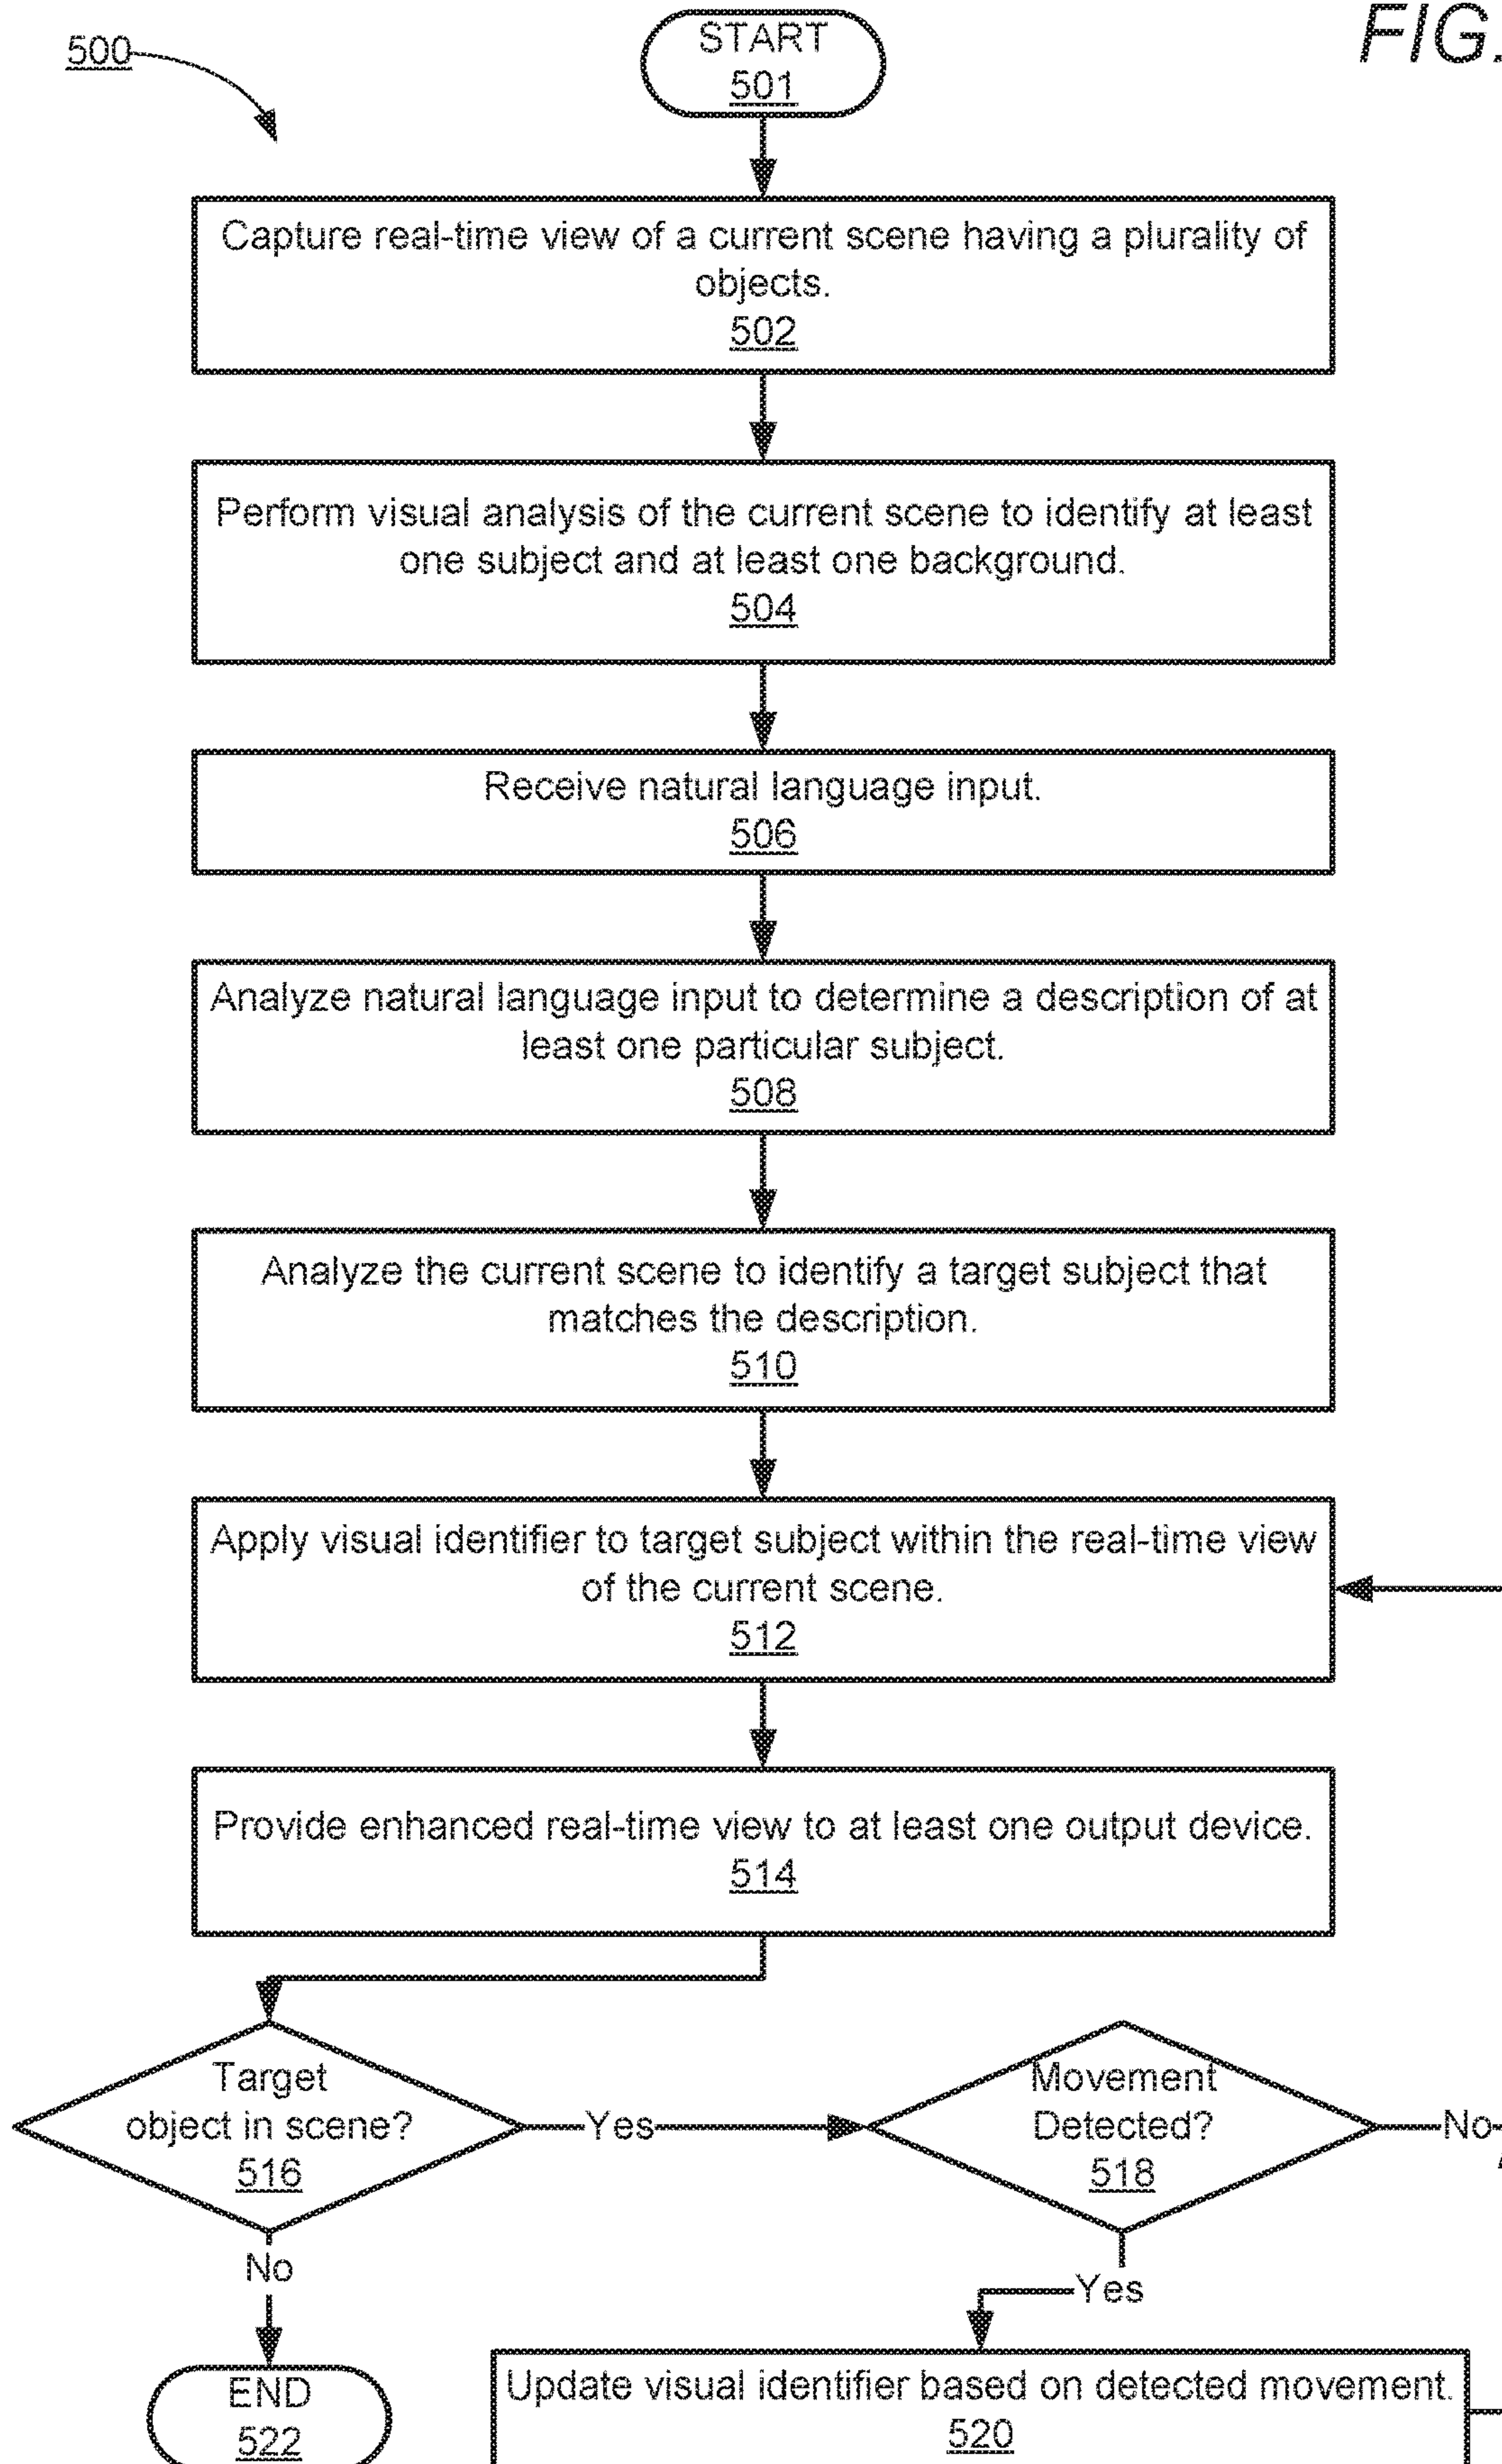 FIG.
500
START
501
Capture real-time view of a current scene having a plurality of
objects.
502
Perform visual analysis of the current scene to identify at least
one subject and at least one background.
504
Receive natural language input.
506
Analyze natural language input to determine a description of at
least one particular subject.
508
Analyze the current scene to identify a target subject that
matches the description.
510
Apply visual identifier to target subject within the real-time view
of the current scene.
512
Provide enhanced real-time view to at least one output device.
514
Target
object in scene?
516
Yes
Movement
Detected?
518
No
No
Yes
END
522
Update visual identifier based on detected movement.
520